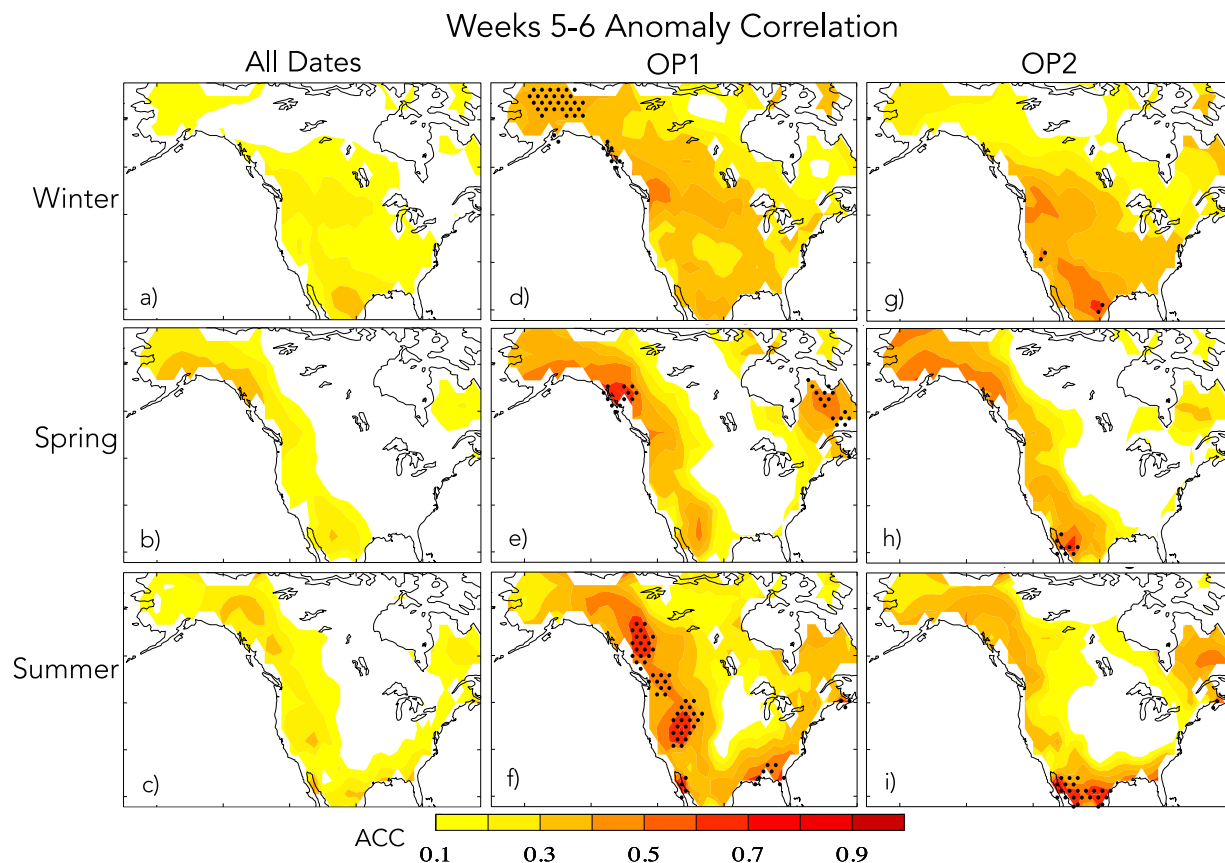 Weeks 5-6 Anomaly Correlation
All Dates OP1 OP2
Winter
a) d) g)
Spring
b) e) h)
Summer
c) f) i)
ACC
0.1 0.3 0.5 0.7 0.9